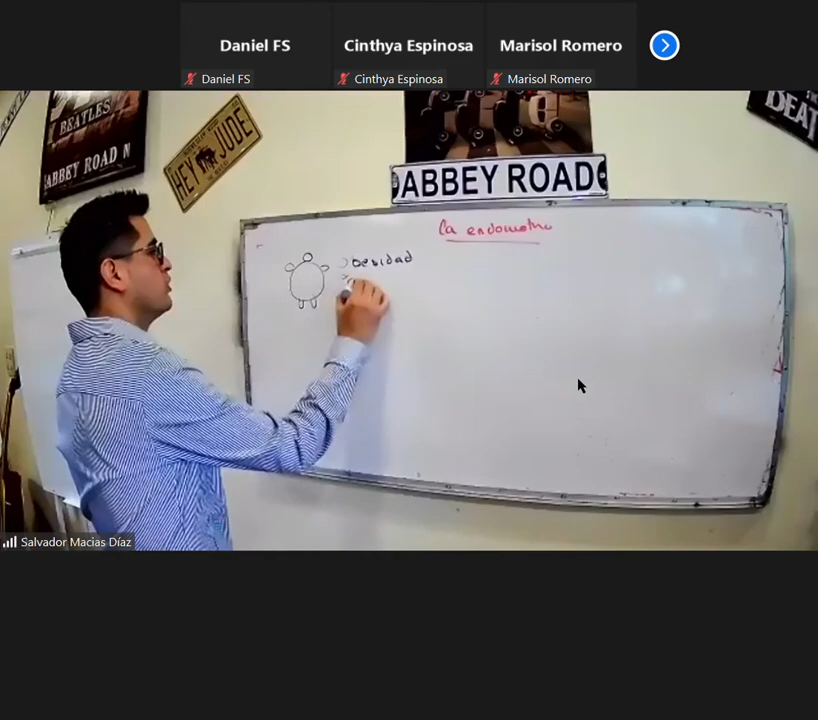 Daniel FS
Cinthya Espinosa
Marisol Romero
Daniel FS
Cinthya Espinosa
Marisol Romero
BEATLES
ABBEY ROAD N
HEY JUDE
ABBEY ROAD
BEAT
Ca endometrio
Obesidad
Salvador Macias Díaz